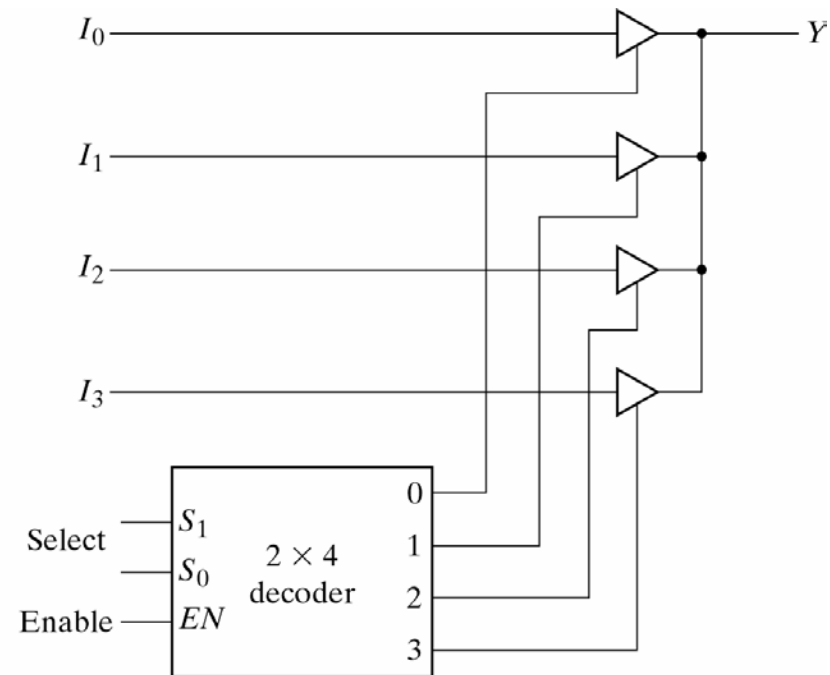 I₀
Y
I₁
I₂
I₃
0
Select
S₁
1
2 × 4
decoder
S₀
2
Enable
EN
3